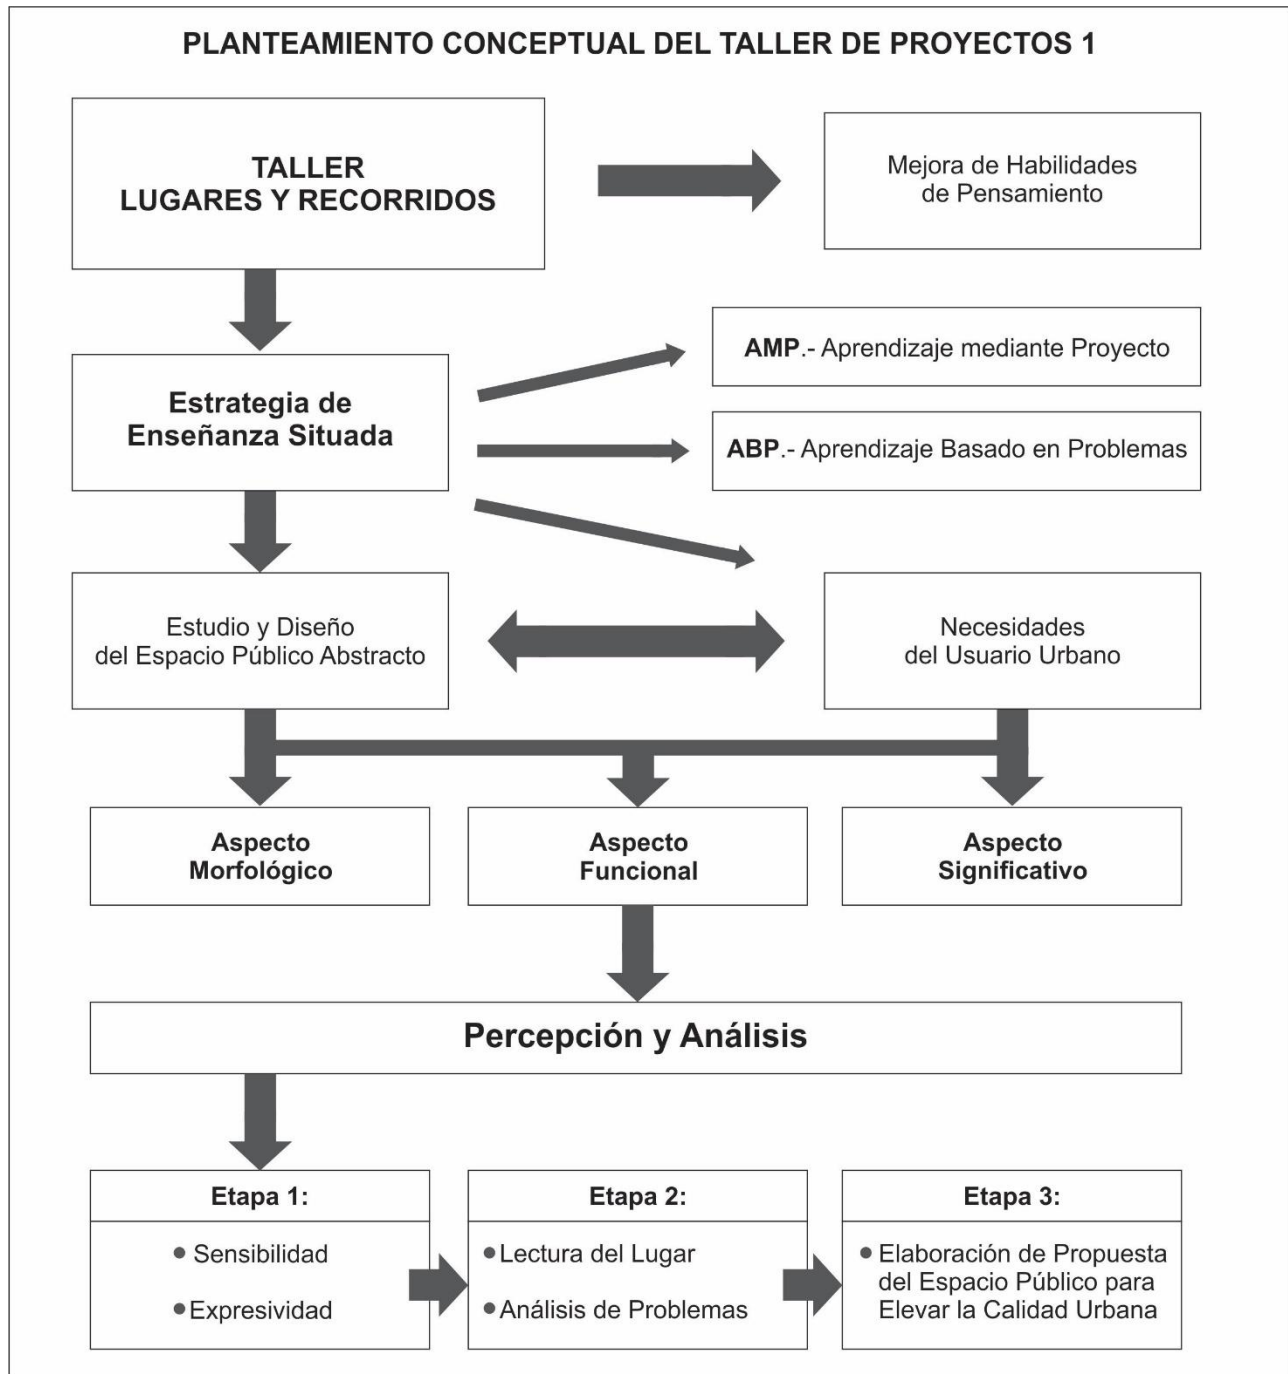 PLANTEAMIENTO CONCEPTUAL DEL TALLER DE PROYECTOS 1
TALLER
LUGARES Y RECORRIDOS
Mejora de Habilidades
de Pensamiento
Estrategia de
Enseñanza Situada
AMP.- Aprendizaje mediante Proyecto
ABP.- Aprendizaje Basado en Problemas
Estudio y Diseño
del Espacio Público Abstracto
Necesidades
del Usuario Urbano
Aspecto
Morfológico
Aspecto
Funcional
Aspecto
Significativo
Percepción y Análisis
Etapa 1:
● Sensibilidad
● Expresividad
Etapa 2:
● Lectura del Lugar
● Análisis de Problemas
Etapa 3:
● Elaboración de Propuesta
del Espacio Público para
Elevar la Calidad Urbana